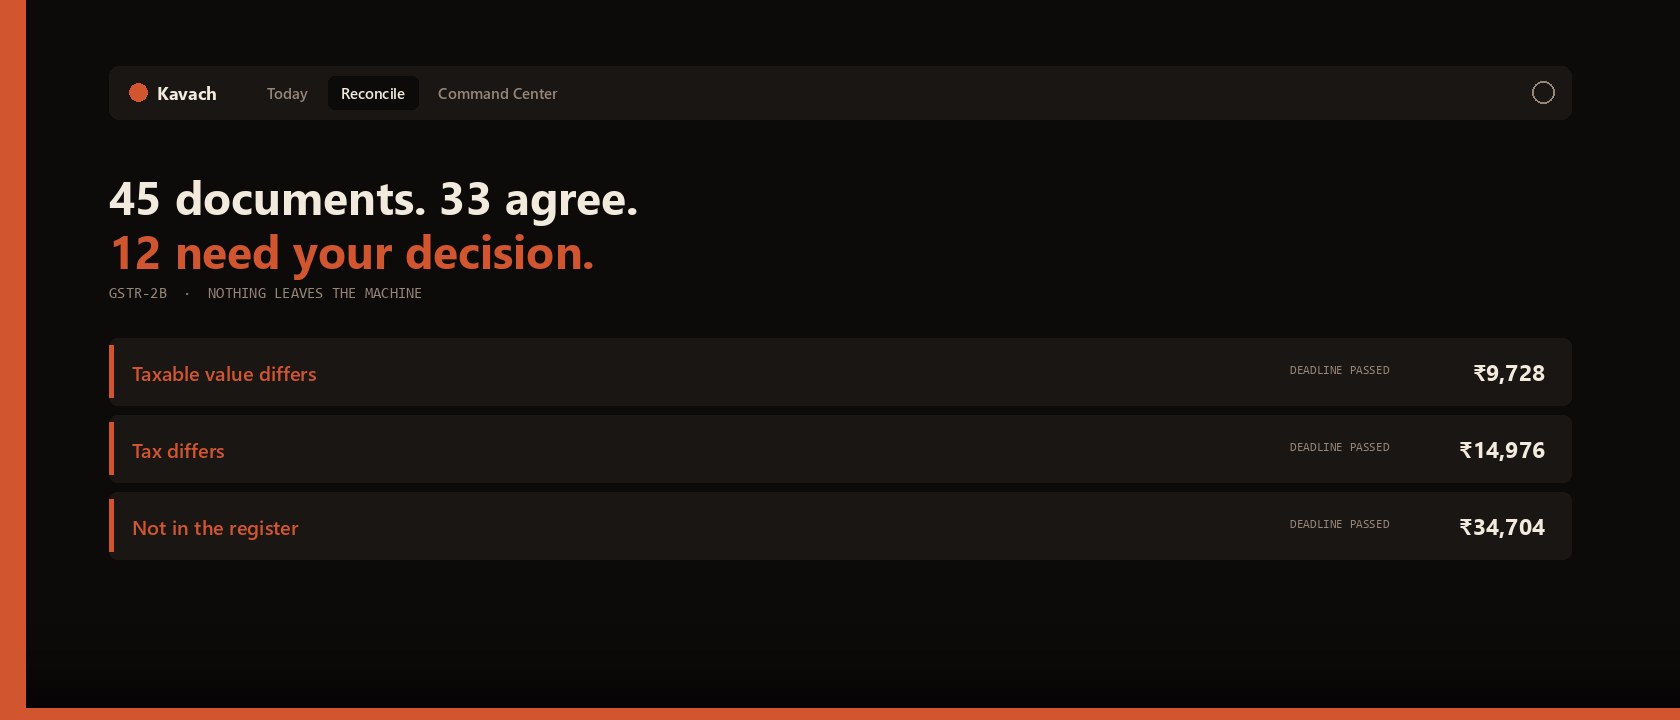 Kavach Today Reconcile Command Center
45 documents. 33 agree.
12 need your decision.
GSTR-2B · NOTHING LEAVES THE MACHINE
Taxable value differs DEADLINE PASSED ₹9,728
Tax differs DEADLINE PASSED ₹14,976
Not in the register DEADLINE PASSED ₹34,704